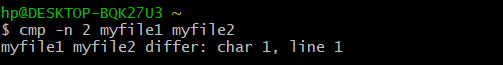 hp@DESKTOP-BQK27U3 ~
$ cmp -n 2 myfile1 myfile2
myfile1 myfile2 differ: char 1, line 1